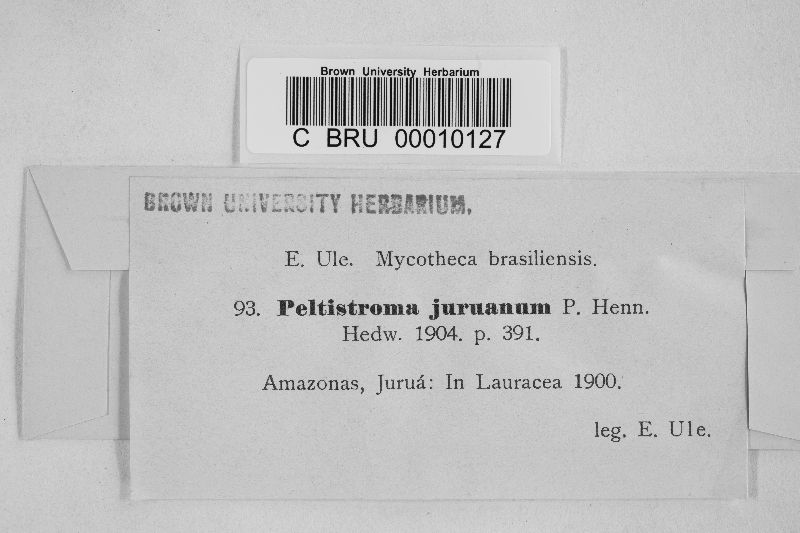 Brown University Herbarium
C BRU 00010127
BROWN UNIVERSITY HERBARIUM.
E. Ule. Mycotheca brasiliensis.
93. Peltistroma juruanum P. Henn.
Hedw. 1904. p. 391.
Amazonas, Juruá: In Lauracea 1900.
leg. E. Ule.